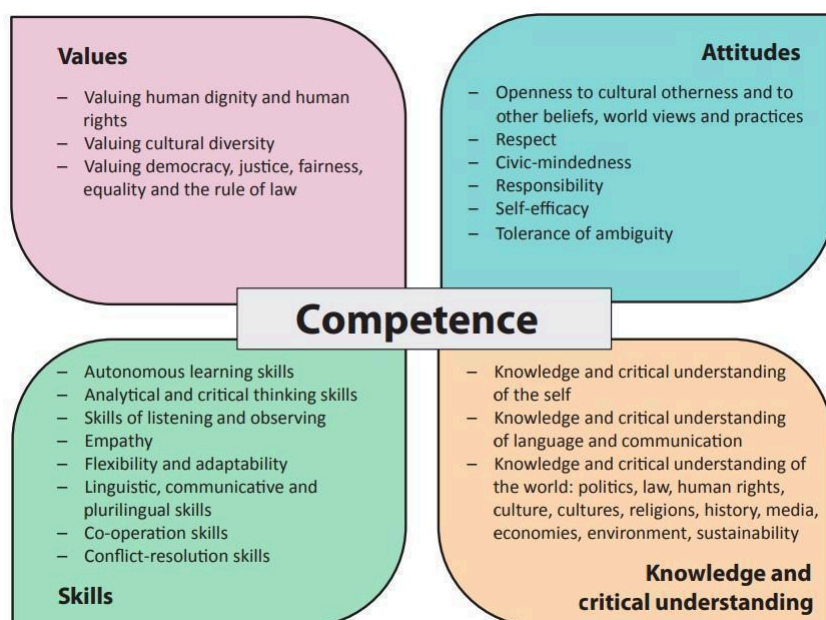 Values
– Valuing human dignity and human
rights
– Valuing cultural diversity
– Valuing democracy, justice, fairness,
equality and the rule of law
Attitudes
– Openness to cultural otherness and to
other beliefs, world views and practices
– Respect
– Civic-mindedness
– Responsibility
– Self-efficacy
– Tolerance of ambiguity
Competence
– Autonomous learning skills
– Analytical and critical thinking skills
– Skills of listening and observing
– Empathy
– Flexibility and adaptability
– Linguistic, communicative and
plurilingual skills
– Co-operation skills
– Conflict-resolution skills
Skills
– Knowledge and critical understanding
of the self
– Knowledge and critical understanding
of language and communication
– Knowledge and critical understanding of
the world: politics, law, human rights,
culture, cultures, religions, history, media,
economies, environment, sustainability
Knowledge and
critical understanding